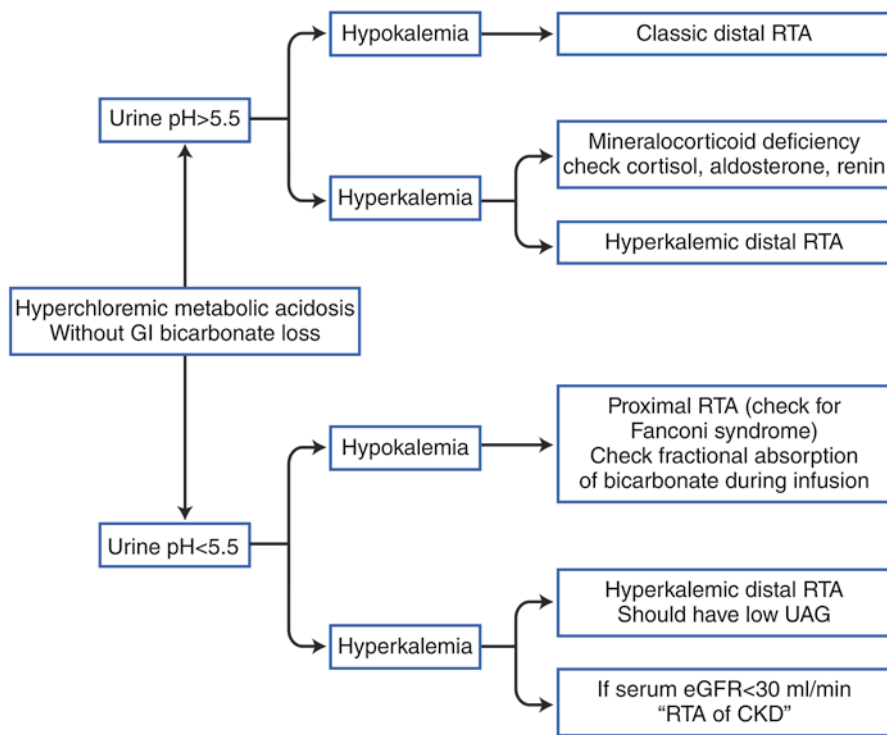 Hypokalemia
Classic distal RTA
Urine pH>5.5
Mineralocorticoid deficiency
check cortisol, aldosterone, renin
Hyperkalemia
Hyperkalemic distal RTA
Hyperchloremic metabolic acidosis
Without GI bicarbonate loss
Proximal RTA (check for
Fanconi syndrome)
Check fractional absorption
of bicarbonate during infusion
Hypokalemia
Urine pH<5.5
Hyperkalemic distal RTA
Should have low UAG
Hyperkalemia
If serum eGFR<30 ml/min
“RTA of CKD”